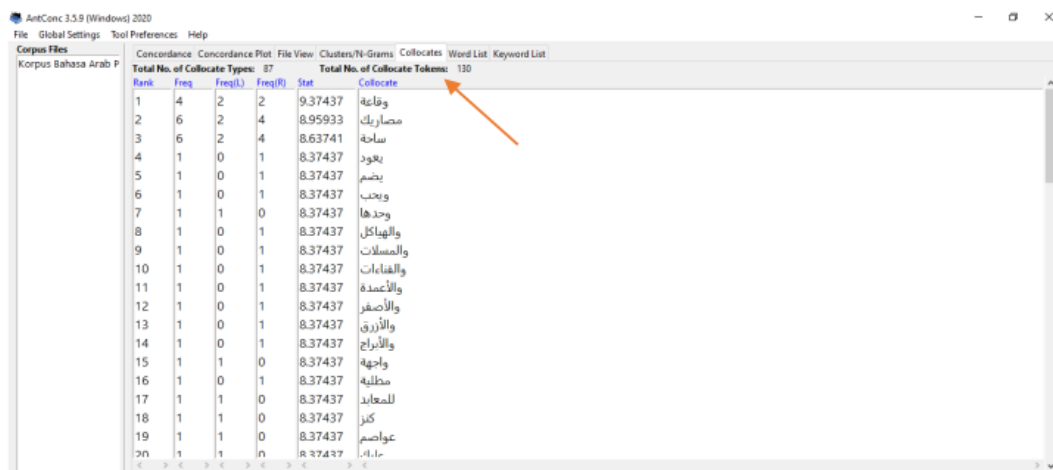 AntConc 3.5.9 (Windows) 2020
File Global Settings Tool Preferences Help
Corpus Files
Korpus Bahasa Arab P
Concordance Concordance Plot File View Clusters/N-Grams Collocates Word List Keyword List
Total No. of Collocate Types: 87 Total No. of Collocate Tokens: 130
Rank Freq Freq(L) Freq(R) Stat Collocate
1 4 2 2 9.37437 وقاعة
2 6 2 4 8.95933 مصاريك
3 6 2 4 8.63741 ساحة
4 1 0 1 8.37437 يعود
5 1 0 1 8.37437 يضم
6 1 0 1 8.37437 ويجب
7 1 1 0 8.37437 وحدها
8 1 0 1 8.37437 والهياكل
9 1 0 1 8.37437 والمسلات
10 1 0 1 8.37437 والقناءات
11 1 0 1 8.37437 والأعمدة
12 1 0 1 8.37437 والأصفر
13 1 0 1 8.37437 والأزرق
14 1 0 1 8.37437 والأبراج
15 1 1 0 8.37437 واجهة
16 1 0 1 8.37437 مطلية
17 1 1 0 8.37437 للمعابد
18 1 1 0 8.37437 كنز
19 1 1 0 8.37437 عواصم
20 1 1 0 8.37437